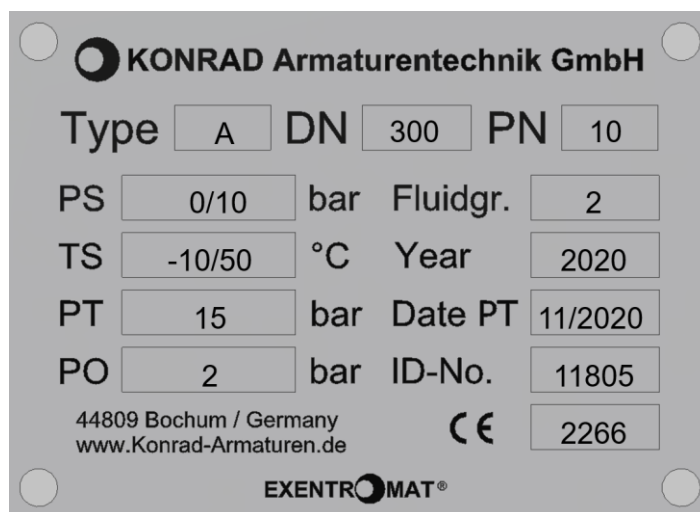 KONRAD Armaturentechnik GmbH
Type A DN 300 PN 10
PS 0/10 bar Fluidgr. 2
TS -10/50 °C Year 2020
PT 15 bar Date PT 11/2020
PO 2 bar ID-No. 11805
44809 Bochum / Germany
www.Konrad-Armaturen.de
CE 2266
EXENTROMAT®